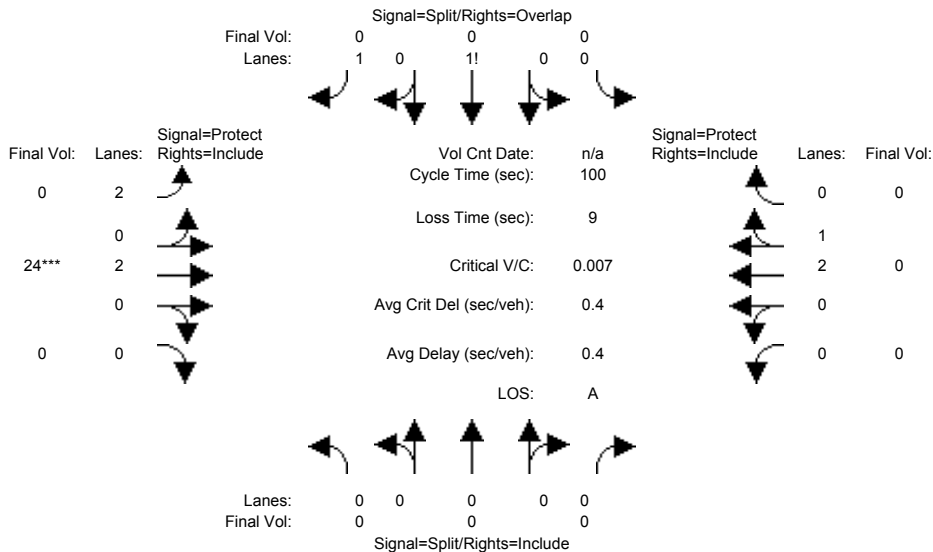 Signal=Split/Rights=Overlap
Final Vol: 0 0 0
Lanes: 1 0 1! 0 0
Signal=Protect
Final Vol: Lanes: Rights=Include
Vol Cnt Date: n/a
Signal=Protect
Rights=Include Lanes: Final Vol:
Cycle Time (sec): 100
0 2
0 0
Loss Time (sec): 9
0
1
24*** 2
Critical V/C: 0.007
2 0
0
Avg Crit Del (sec/veh): 0.4
0
0 0
Avg Delay (sec/veh): 0.4
0 0
LOS: A
Lanes: 0 0 0 0 0
Final Vol: 0 0 0
Signal=Split/Rights=Include